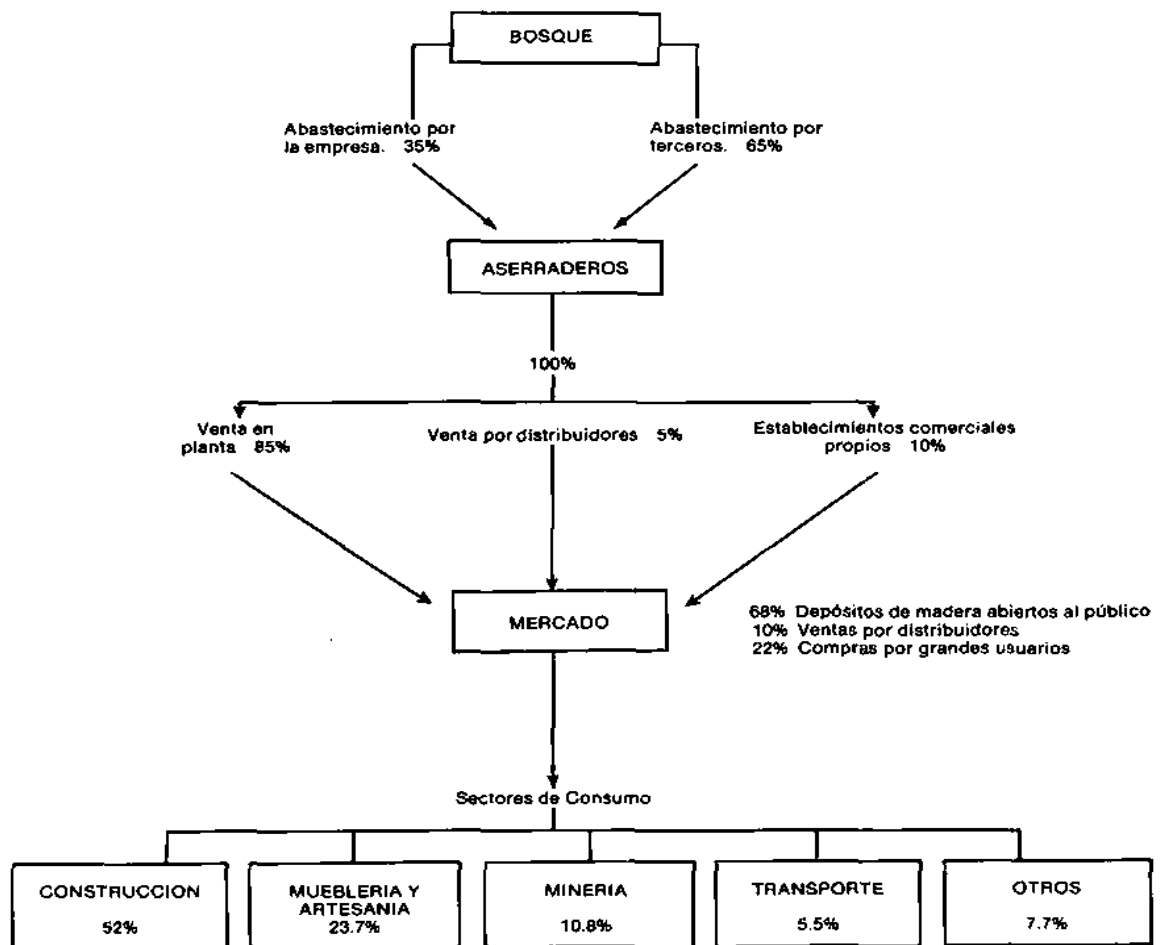 BOSQUE
Abastecimiento por
la empresa. 35%
Abastecimiento por
terceros. 65%
ASERRADEROS
100%
Venta en
planta 85%
Venta por distribuidores 5%
Establecimientos comerciales
propios 10%
MERCADO
68% Depósitos de madera abiertos al público
10% Ventas por distribuidores
22% Compras por grandes usuarios
Sectores de Consumo
CONSTRUCCION
52%
MUEBLERIA Y
ARTESANIA
23.7%
MINERIA
10.8%
TRANSPORTE
5.5%
OTROS
7.7%